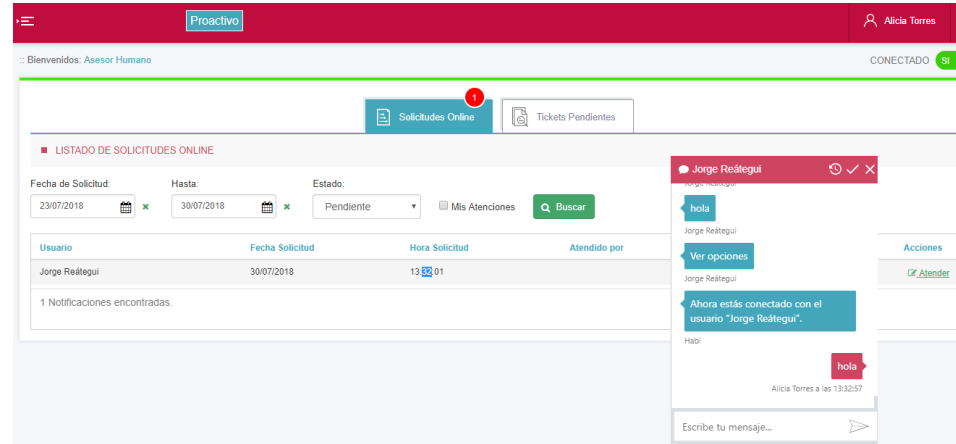 Proactivo
Alicia Torres
:: Bienvenidos: Asesor Humano
CONECTADO SI
1
Solicitudes Online
Tickets Pendientes
LISTADO DE SOLICITUDES ONLINE
Fecha de Solicitud:
Hasta:
Estado:
23/07/2018
30/07/2018
Pendiente
Mis Atenciones
Buscar
Usuario
Fecha Solicitud
Hora Solicitud
Atendido por
Acciones
Jorge Reátegui
30/07/2018
13:32:01
Atender
1 Notificaciones encontradas.
Jorge Reátegui
Jorge Reátegui
hola
Jorge Reátegui
Ver opciones
Jorge Reátegui
Ahora estás conectado con el
usuario "Jorge Reátegui".
Habi
hola
Alicia Torres a las 13:32:57
Escribe tu mensaje...